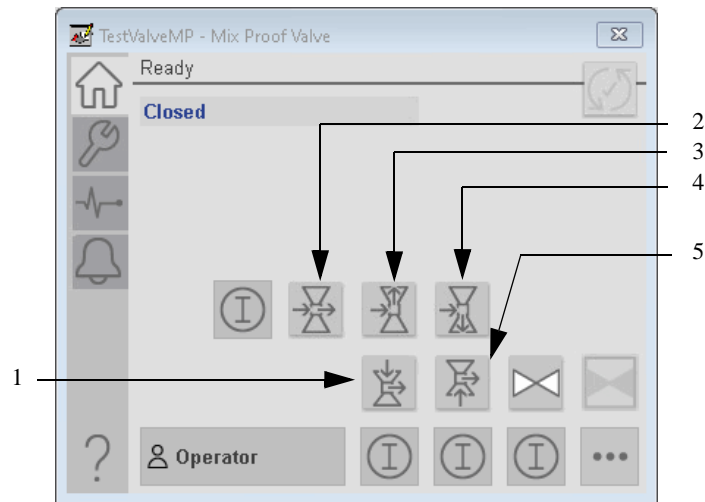 TestValveMP - Mix Proof Valve
Ready
Closed
2
3
4
5
1
? Operator
...